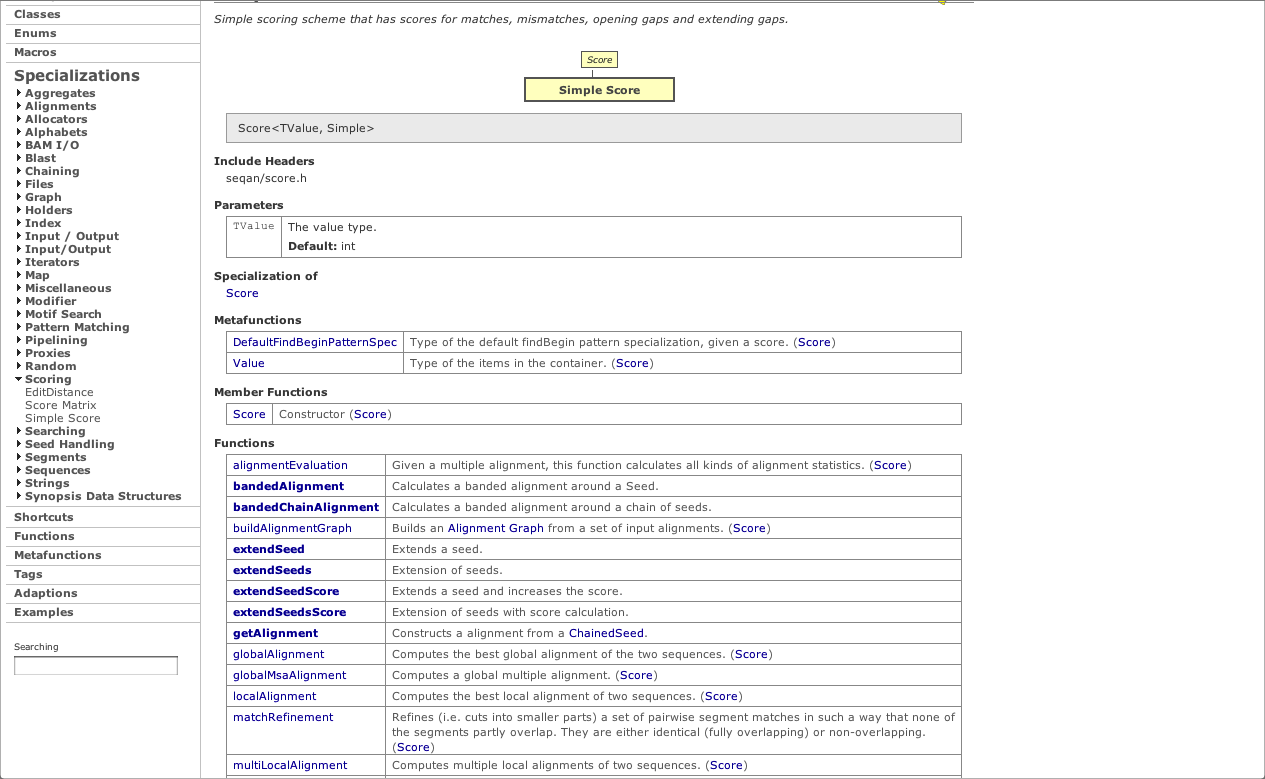 Classes
Enums
Macros
Specializations
Aggregates
Alignments
Allocators
Alphabets
BAM I/O
Blast
Chaining
Files
Graph
Holders
Index
Input / Output
Input/Output
Iterators
Map
Miscellaneous
Modifier
Motif Search
Pattern Matching
Pipelining
Proxies
Random
Scoring
EditDistance
Score Matrix
Simple Score
Searching
Seed Handling
Segments
Sequences
Strings
Synopsis Data Structures
Shortcuts
Functions
Metafunctions
Tags
Adaptions
Examples
Searching
Simple scoring scheme that has scores for matches, mismatches, opening gaps and extending gaps.
Score
Simple Score
Score<TValue, Simple>
Include Headers
seqan/score.h
Parameters
TValue The value type.
Default: int
Specialization of
Score
Metafunctions
DefaultFindBeginPatternSpec Type of the default findBegin pattern specialization, given a score. (Score)
Value Type of the items in the container. (Score)
Member Functions
Score Constructor (Score)
Functions
alignmentEvaluation Given a multiple alignment, this function calculates all kinds of alignment statistics. (Score)
bandedAlignment Calculates a banded alignment around a Seed.
bandedChainAlignment Calculates a banded alignment around a chain of seeds.
buildAlignmentGraph Builds an Alignment Graph from a set of input alignments. (Score)
extendSeed Extends a seed.
extendSeeds Extension of seeds.
extendSeedScore Extends a seed and increases the score.
extendSeedsScore Extension of seeds with score calculation.
getAlignment Constructs a alignment from a ChainedSeed.
globalAlignment Computes the best global alignment of the two sequences. (Score)
globalMsaAlignment Computes a global multiple alignment. (Score)
localAlignment Computes the best local alignment of two sequences. (Score)
matchRefinement Refines (i.e. cuts into smaller parts) a set of pairwise segment matches in such a way that none of
the segments partly overlap. They are either identical (fully overlapping) or non-overlapping.
(Score)
multiLocalAlignment Computes multiple local alignments of two sequences. (Score)